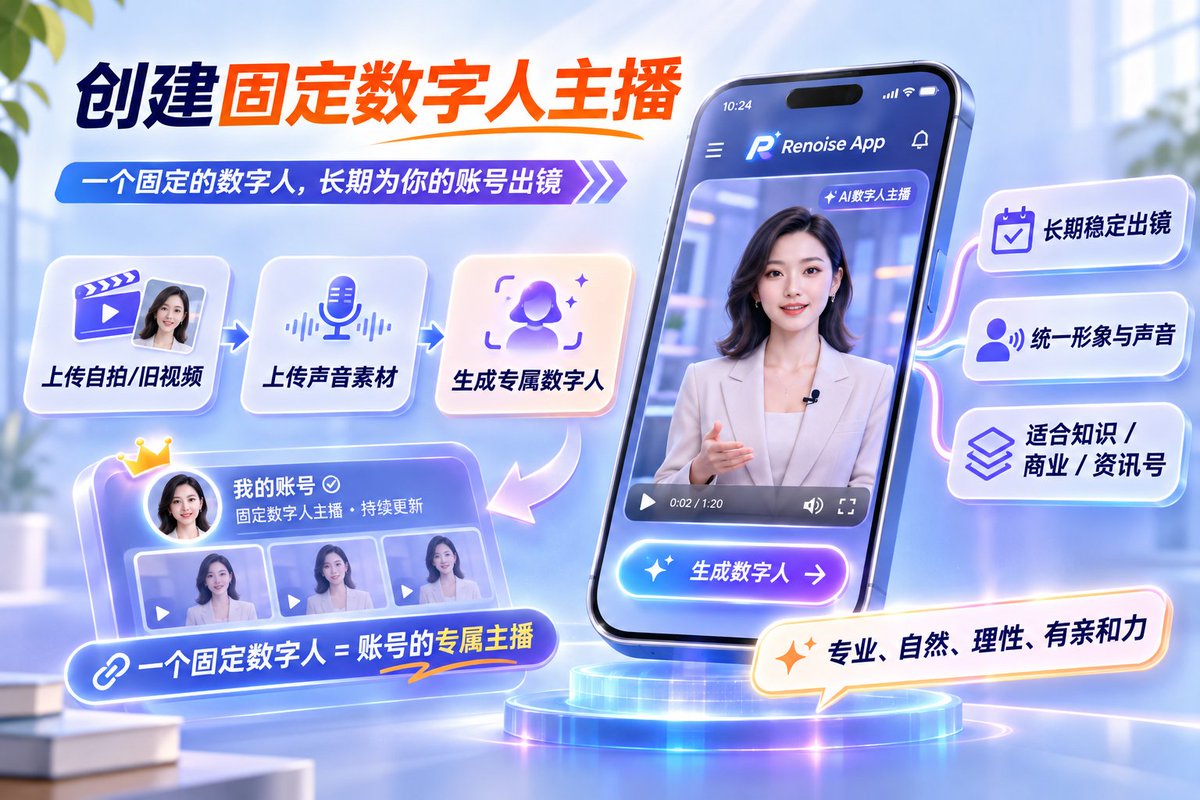 创建固定数字人主播
一个固定的数字人，长期为你的账号出镜
上传自拍/旧视频
上传声音素材
生成专属数字人
我的账号
固定数字人主播·持续更新
一个固定数字人 = 账号的专属主播
10:24
Renoise App
AI数字人主播
0:02 / 1:20
生成数字人
长期稳定出镜
统一形象与声音
适合知识 /
商业 / 资讯号
专业、自然、理性、有亲和力